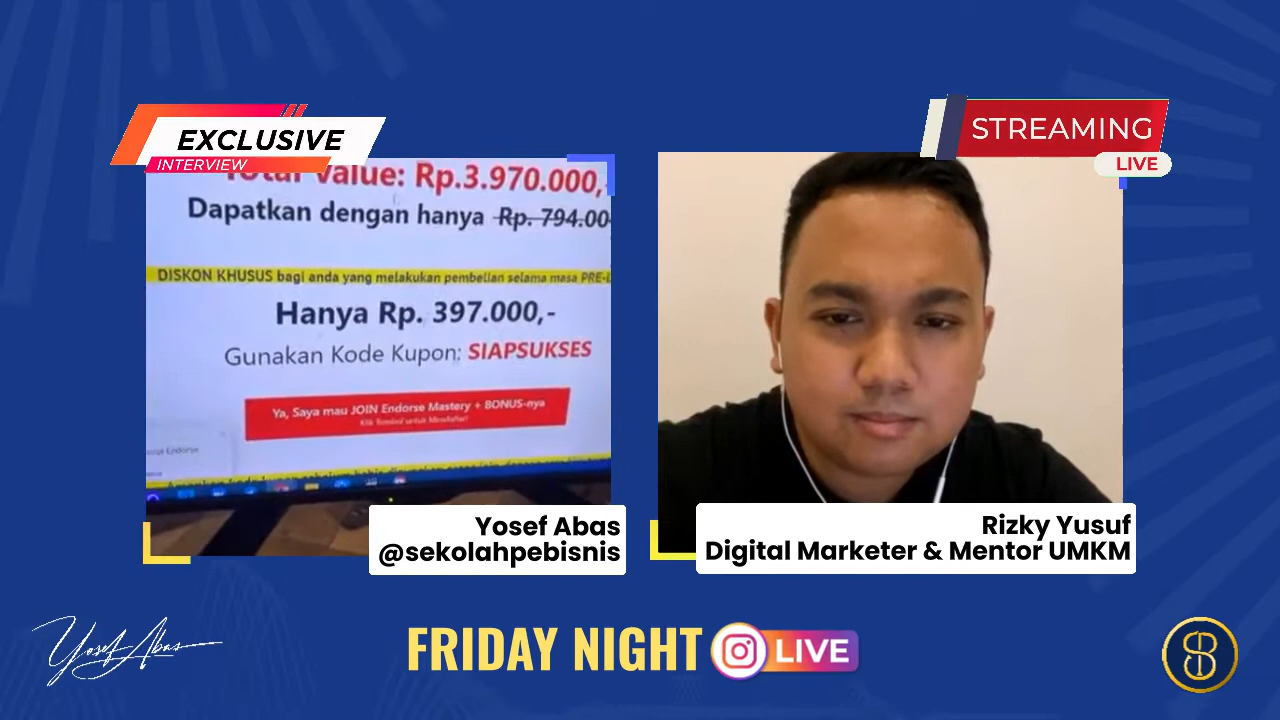 EXCLUSIVE
INTERVIEW
STREAMING
LIVE
Total Value: Rp.3.970.000,
Dapatkan dengan hanya Rp. 794.00
DISKON KHUSUS bagi anda yang melakukan pembelian selama masa PRE-
Hanya Rp. 397.000,-
Gunakan Kode Kupon: SIAPSUKSES
Ya, Saya mau JOIN Endorse Mastery + BONUS-nya
Yosef Abas
@sekolahpebisnis
Rizky Yusuf
Digital Marketer & Mentor UMKM
Yosef Abas
FRIDAY NIGHT LIVE